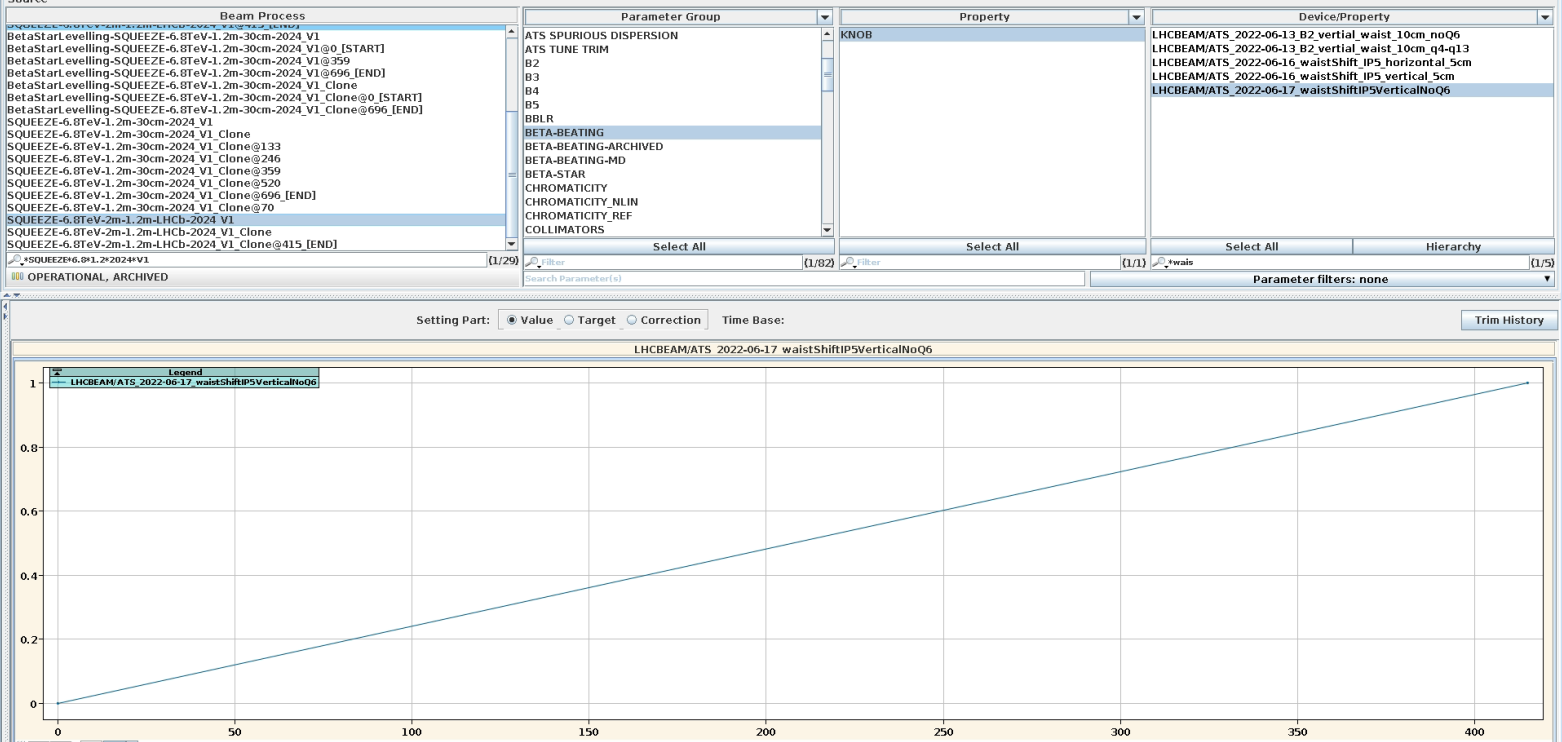 Source
Beam Process
SQUEEZE-6.8TeV-2m-1.2m-LHCb-2024_V1@415_[END]
BetaStarLevelling-SQUEEZE-6.8TeV-1.2m-30cm-2024_V1
BetaStarLevelling-SQUEEZE-6.8TeV-1.2m-30cm-2024_V1@0_[START]
BetaStarLevelling-SQUEEZE-6.8TeV-1.2m-30cm-2024_V1@359
BetaStarLevelling-SQUEEZE-6.8TeV-1.2m-30cm-2024_V1@696_[END]
BetaStarLevelling-SQUEEZE-6.8TeV-1.2m-30cm-2024_V1_Clone
BetaStarLevelling-SQUEEZE-6.8TeV-1.2m-30cm-2024_V1_Clone@0_[START]
BetaStarLevelling-SQUEEZE-6.8TeV-1.2m-30cm-2024_V1_Clone@696_[END]
SQUEEZE-6.8TeV-1.2m-30cm-2024_V1
SQUEEZE-6.8TeV-1.2m-30cm-2024_V1_Clone
SQUEEZE-6.8TeV-1.2m-30cm-2024_V1_Clone@133
SQUEEZE-6.8TeV-1.2m-30cm-2024_V1_Clone@246
SQUEEZE-6.8TeV-1.2m-30cm-2024_V1_Clone@359
SQUEEZE-6.8TeV-1.2m-30cm-2024_V1_Clone@520
SQUEEZE-6.8TeV-1.2m-30cm-2024_V1_Clone@696_[END]
SQUEEZE-6.8TeV-1.2m-30cm-2024_V1_Clone@70
SQUEEZE-6.8TeV-2m-1.2m-LHCb-2024_V1
SQUEEZE-6.8TeV-2m-1.2m-LHCb-2024_V1_Clone
SQUEEZE-6.8TeV-2m-1.2m-LHCb-2024_V1_Clone@415_[END]
*SQUEEZE*6.8*1.2*2024*V1
(1/29)
OPERATIONAL, ARCHIVED
Parameter Group
ATS SPURIOUS DISPERSION
ATS TUNE TRIM
B2
B3
B4
B5
BBLR
BETA-BEATING
BETA-BEATING-ARCHIVED
BETA-BEATING-MD
BETA-STAR
CHROMATICITY
CHROMATICITY_NLIN
CHROMATICITY_REF
COLLIMATORS
Select All
Filter
(1/82)
Property
KNOB
Select All
Filter
(1/1)
Device/Property
LHCBEAM/ATS_2022-06-13_B2_vertial_waist_10cm_noQ6
LHCBEAM/ATS_2022-06-13_B2_vertial_waist_10cm_q4-q13
LHCBEAM/ATS_2022-06-16_waistShift_IP5_horizontal_5cm
LHCBEAM/ATS_2022-06-16_waistShift_IP5_vertical_5cm
LHCBEAM/ATS_2022-06-17_waistShiftIP5VerticalNoQ6
Select All
Hierarchy
*wais
(1/5)
Search Parameter(s)
Parameter filters: none
Setting Part:
Value
Target
Correction
Time Base:
Trim History
LHCBEAM/ATS_2022-06-17_waistShiftIP5VerticalNoQ6
Legend
LHCBEAM/ATS_2022-06-17_waistShiftIP5VerticalNoQ6
1
0.8
0.6
0.4
0.2
0
0 50 100 150 200 250 300 350 400